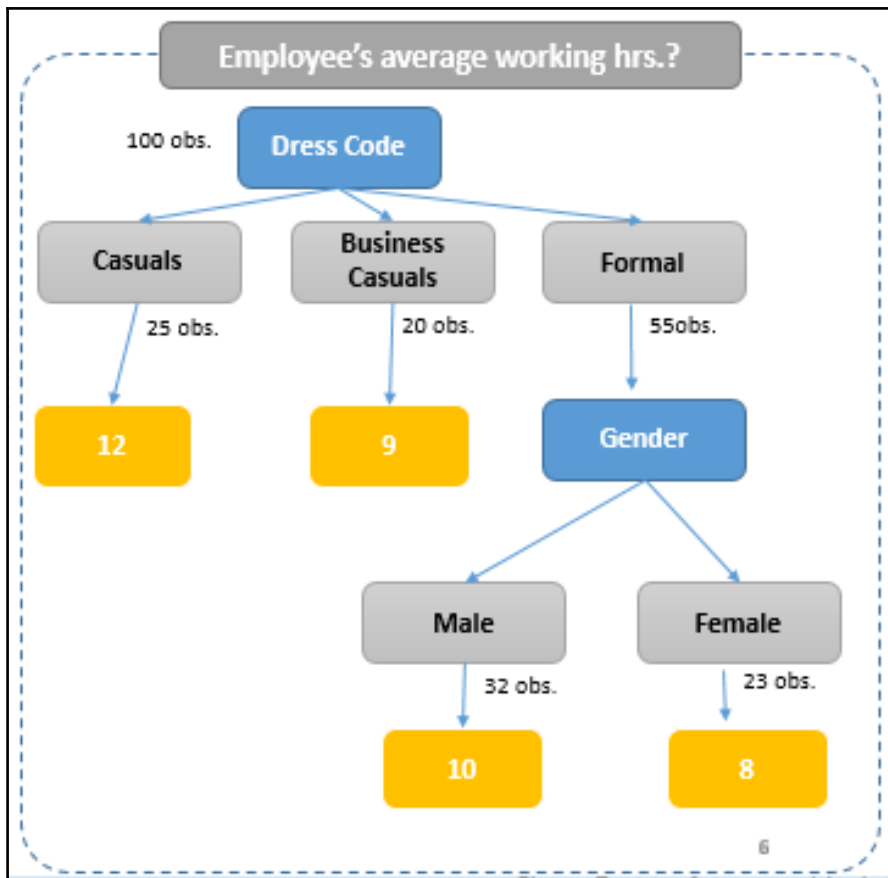 Employee's average working hrs.?
100 obs.
Dress Code
Casuals
Business
Casuals
Formal
25 obs.
20 obs.
55obs.
12
9
Gender
Male
Female
32 obs.
23 obs.
10
8
6